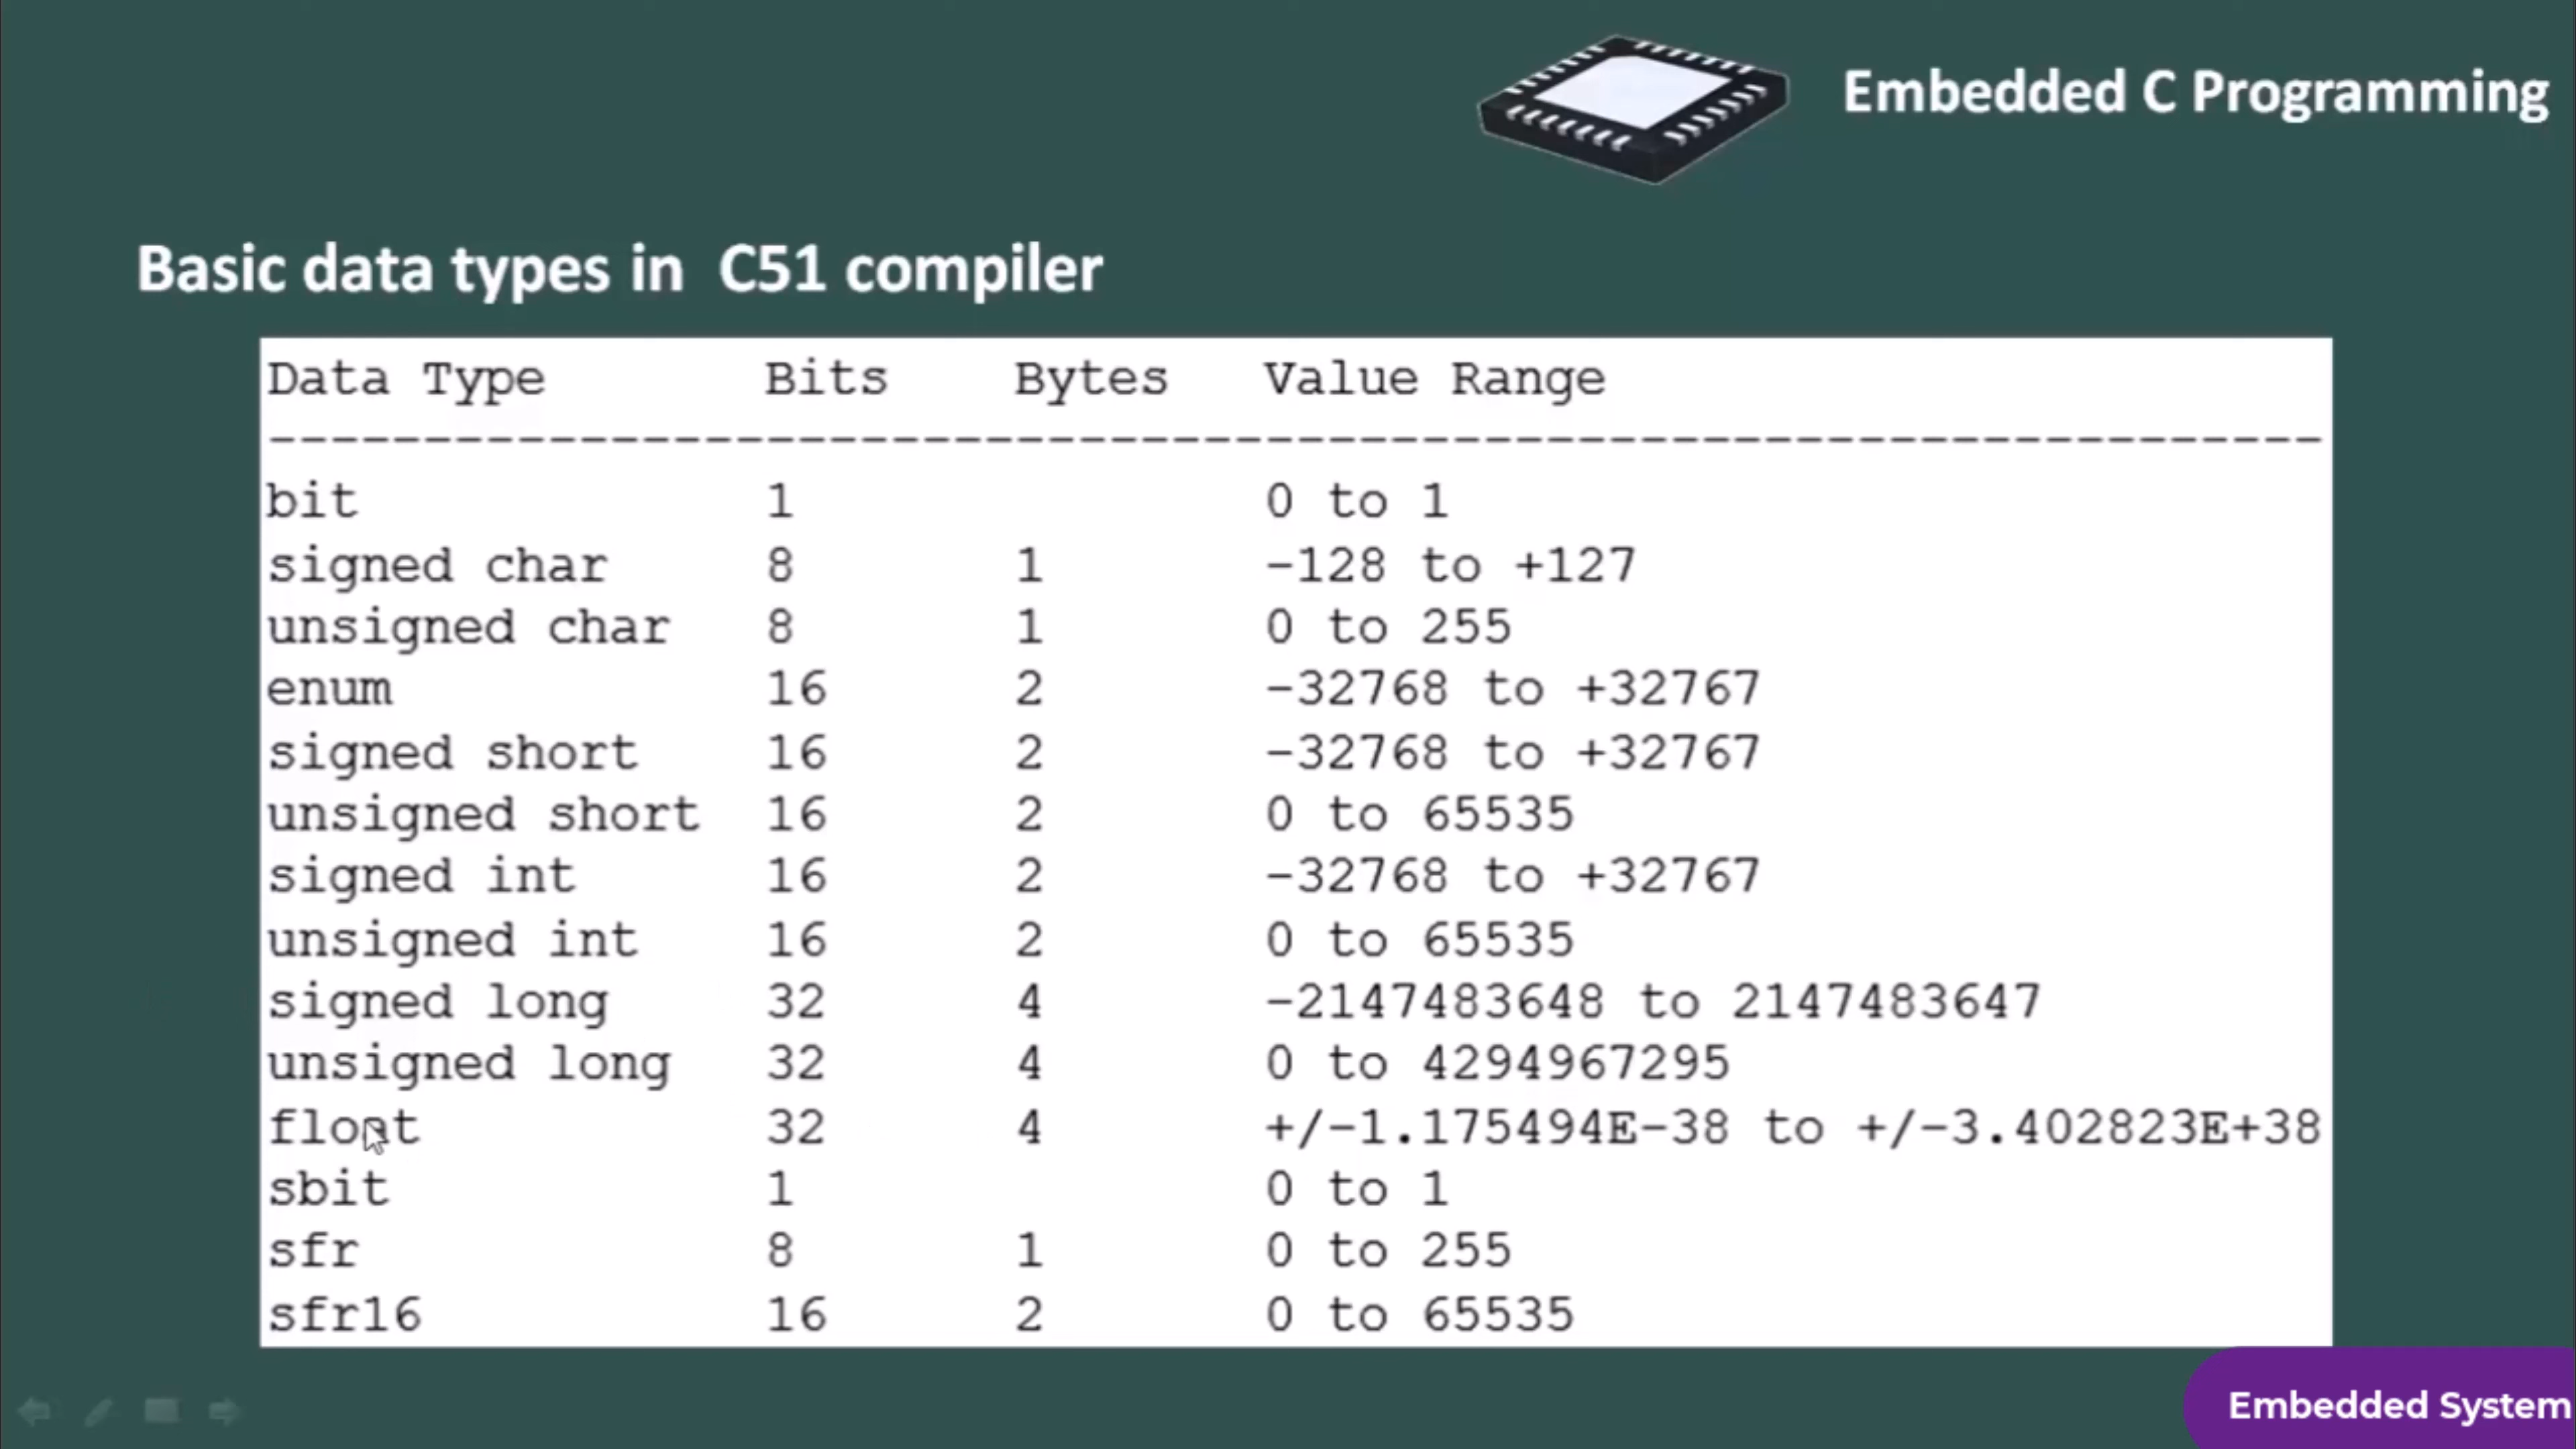 Embedded C Programming
Basic data types in C51 compiler
Data Type Bits Bytes Value Range
--------------------------------------------------------------
bit 1 0 to 1
signed char 8 1 -128 to +127
unsigned char 8 1 0 to 255
enum 16 2 -32768 to +32767
signed short 16 2 -32768 to +32767
unsigned short 16 2 0 to 65535
signed int 16 2 -32768 to +32767
unsigned int 16 2 0 to 65535
signed long 32 4 -2147483648 to 2147483647
unsigned long 32 4 0 to 4294967295
float 32 4 +/-1.175494E-38 to +/-3.402823E+38
sbit 1 0 to 1
sfr 8 1 0 to 255
sfr16 16 2 0 to 65535
Embedded System